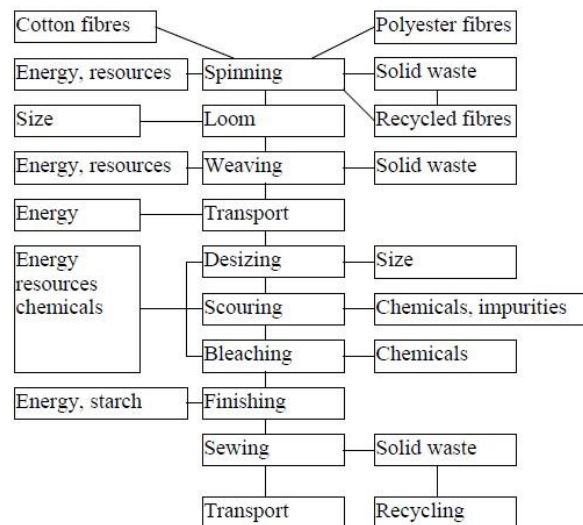 Cotton fibres
Polyester fibres
Energy, resources
Spinning
Solid waste
Size
Loom
Recycled fibres
Energy, resources
Weaving
Solid waste
Energy
Transport
Energy
resources
chemicals
Desizing
Size
Scouring
Chemicals, impurities
Bleaching
Chemicals
Energy, starch
Finishing
Sewing
Solid waste
Transport
Recycling